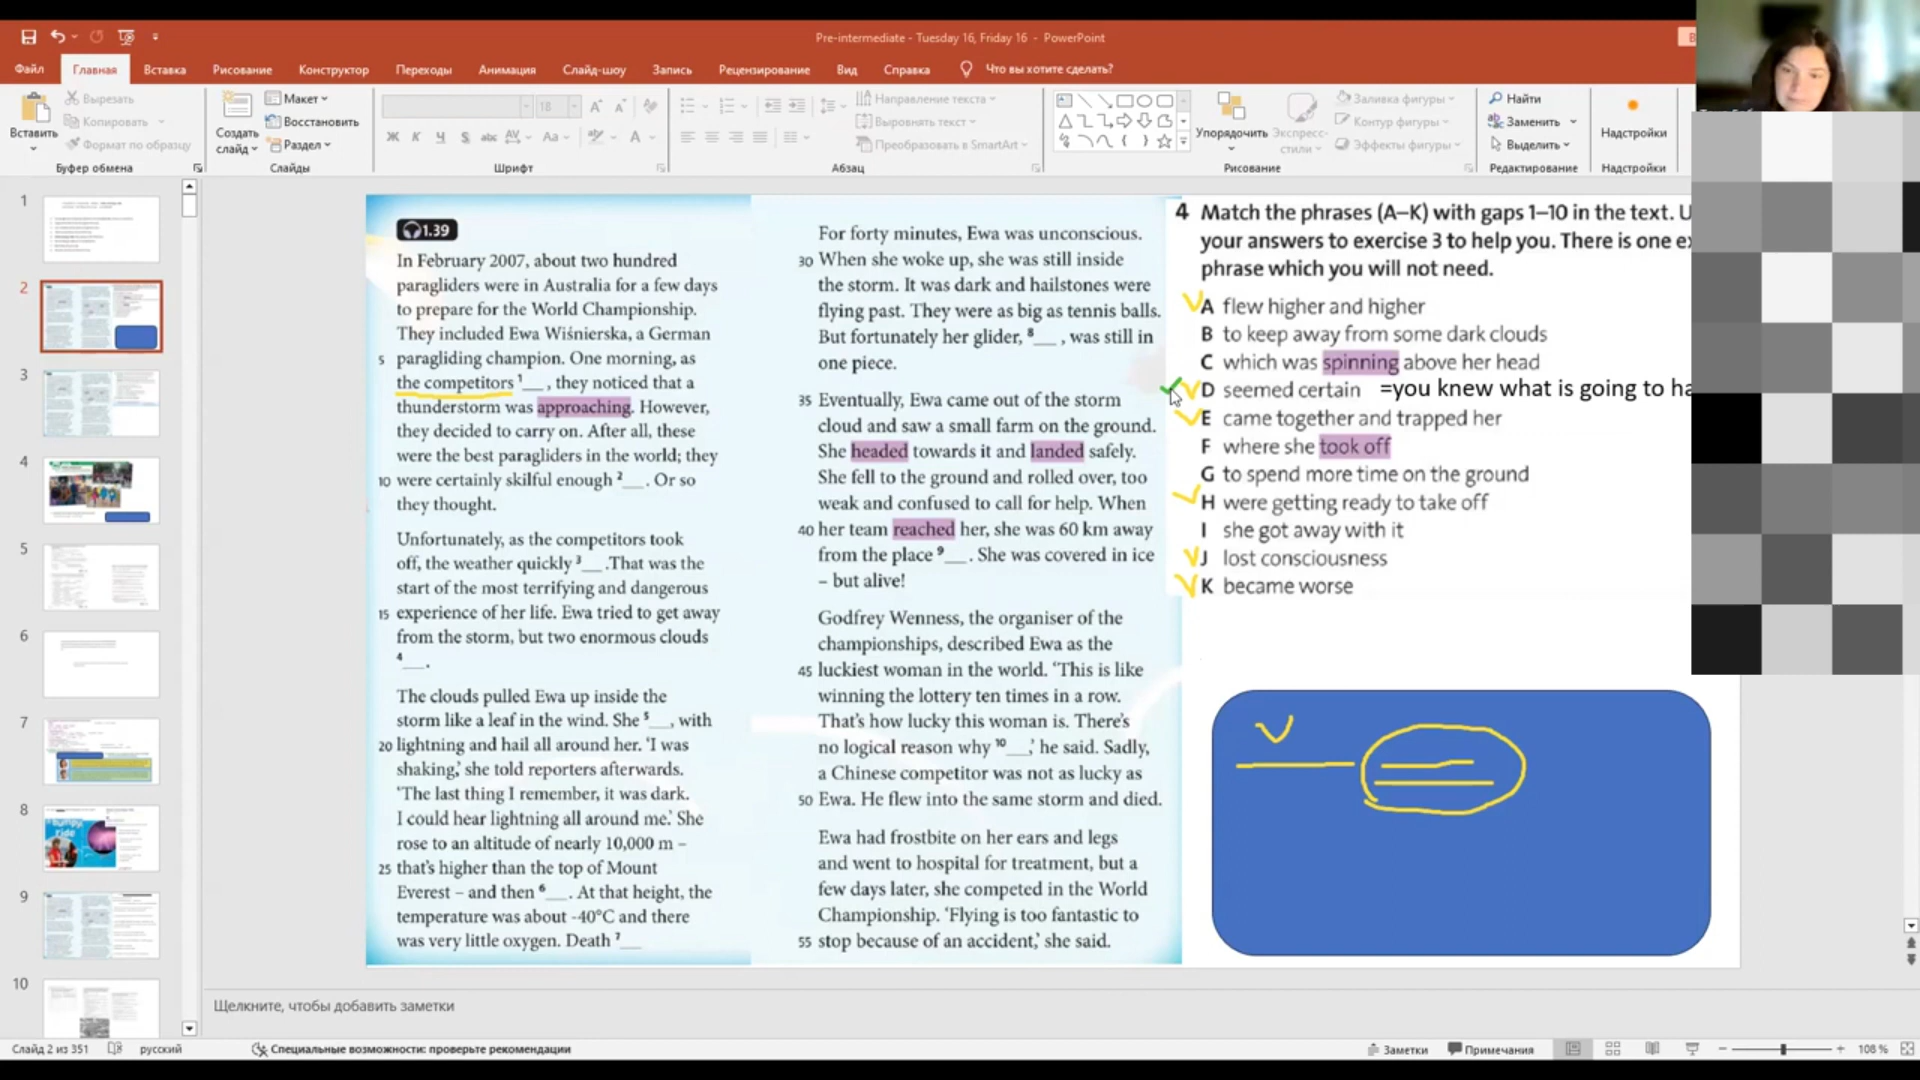 Pre-intermediate - Tuesday 16, Friday 16 - PowerPoint
Файл Главная Вставка Рисование Конструктор Переходы Анимация Слайд-шоу Запись Рецензирование Вид Справка Что вы хотите сделать?
Вставить
Вырезать
Копировать
Формат по образцу
Буфер обмена
Создать слайд
Макет
Восстановить
Раздел
Слайды
18
Ж К Ч S abc AV Aa A
Шрифт
Направление текста
Выровнять текст
Преобразовать в SmartArt
Абзац
Упорядочить
Экспресс-стили
Заливка фигуры
Контур фигуры
Эффекты фигуры
Рисование
Найти
Заменить
Выделить
Редактирование
Надстройки
Надстройки
1
2
3
4
5
6
7
8
9
10
1.39
In February 2007, about two hundred
paragliders were in Australia for a few days
to prepare for the World Championship.
They included Ewa Wiśnierska, a German
5 paragliding champion. One morning, as
the competitors ¹__ , they noticed that a
thunderstorm was approaching. However,
they decided to carry on. After all, these
were the best paragliders in the world; they
10 were certainly skilful enough ²__ . Or so
they thought.
Unfortunately, as the competitors took
off, the weather quickly ³__ .That was the
start of the most terrifying and dangerous
15 experience of her life. Ewa tried to get away
from the storm, but two enormous clouds
⁴__ .
The clouds pulled Ewa up inside the
storm like a leaf in the wind. She ⁵__ , with
20 lightning and hail all around her. ‘I was
shaking,’ she told reporters afterwards.
‘The last thing I remember, it was dark.
I could hear lightning all around me.’ She
rose to an altitude of nearly 10,000 m –
25 that’s higher than the top of Mount
Everest – and then ⁶__ . At that height, the
temperature was about -40°C and there
was very little oxygen. Death ⁷__
For forty minutes, Ewa was unconscious.
30 When she woke up, she was still inside
the storm. It was dark and hailstones were
flying past. They were as big as tennis balls.
But fortunately her glider, ⁸__ , was still in
one piece.
35 Eventually, Ewa came out of the storm
cloud and saw a small farm on the ground.
She headed towards it and landed safely.
She fell to the ground and rolled over, too
weak and confused to call for help. When
40 her team reached her, she was 60 km away
from the place ⁹__ . She was covered in ice
– but alive!
Godfrey Wenness, the organiser of the
championships, described Ewa as the
45 luckiest woman in the world. ‘This is like
winning the lottery ten times in a row.
That’s how lucky this woman is. There’s
no logical reason why ¹⁰__ ,’ he said. Sadly,
a Chinese competitor was not as lucky as
50 Ewa. He flew into the same storm and died.
Ewa had frostbite on her ears and legs
and went to hospital for treatment, but a
few days later, she competed in the World
Championship. ‘Flying is too fantastic to
55 stop because of an accident,’ she said.
4 Match the phrases (A–K) with gaps 1–10 in the text. U
your answers to exercise 3 to help you. There is one e
phrase which you will not need.
A flew higher and higher
B to keep away from some dark clouds
C which was spinning above her head
D seemed certain =you knew what is going to ha
E came together and trapped her
F where she took off
G to spend more time on the ground
H were getting ready to take off
I she got away with it
J lost consciousness
K became worse
V
Щелкните, чтобы добавить заметки
Слайд 2 из 351 русский Специальные возможности: проверьте рекомендации Заметки Примечания 108 %